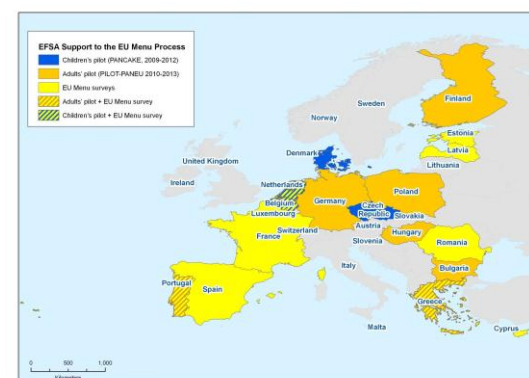 EFSA Support to the EU Menu Process
Children's pilot (PANCAKE, 2009-2012)
Adults' pilot (PILOT-PANEU 2010-2013)
EU Menu surveys
Adults' pilot + EU Menu survey
Children's pilot + EU Menu survey
Finland
Sweden
Norway
Estonia
Latvia
Denmark
Lithuania
United Kingdom
Ireland
Netherlands
Poland
Germany
Belgium
Czech
Republic
Luxembourg
Slovakia
Austria
France
Switzerland
Hungary
Slovenia
Romania
Italy
Bulgaria
Portugal
Spain
Greece
Malta
Cyprus
0 500 1.000
Kilometers